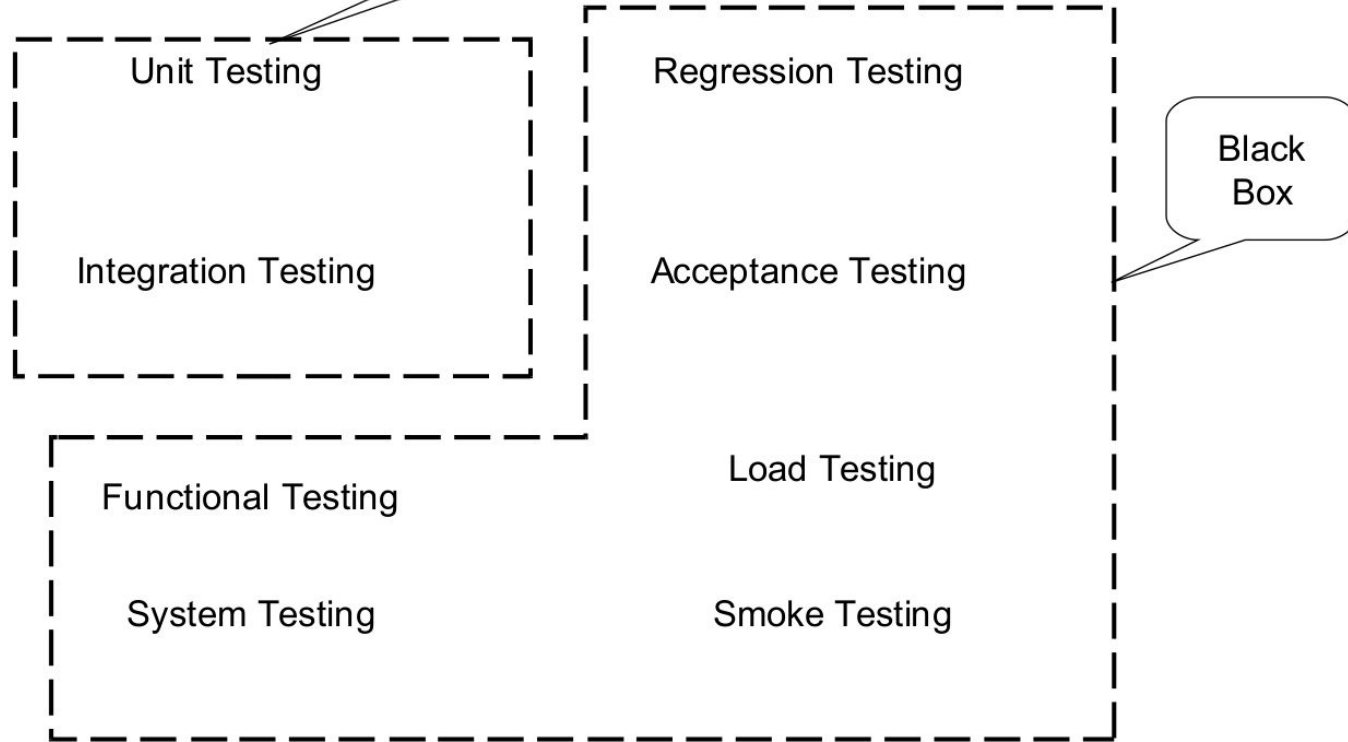 Unit Testing
Integration Testing
Functional Testing
System Testing
Regression Testing
Acceptance Testing
Load Testing
Smoke Testing
Black
Box